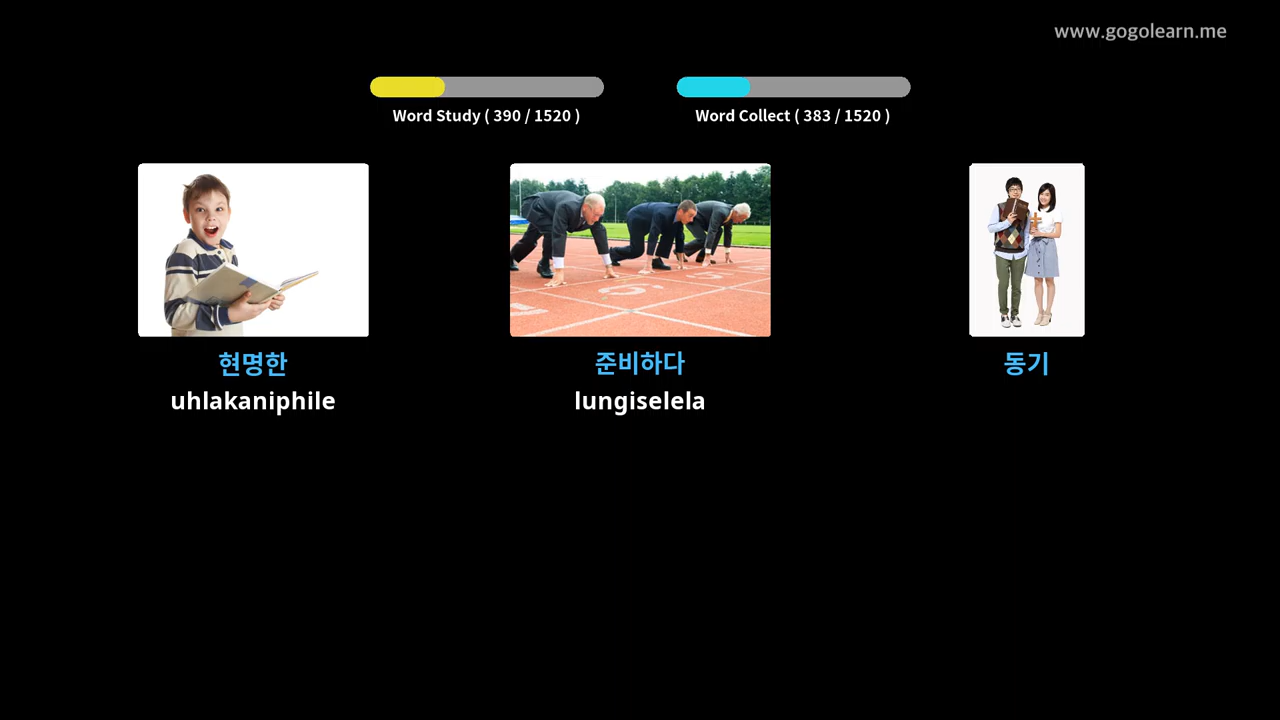 www.gogolearn.me
Word Study ( 390 / 1520 )
Word Collect ( 383 / 1520 )
현명한
준비하다
동기
uhlakaniphile
lungiselela